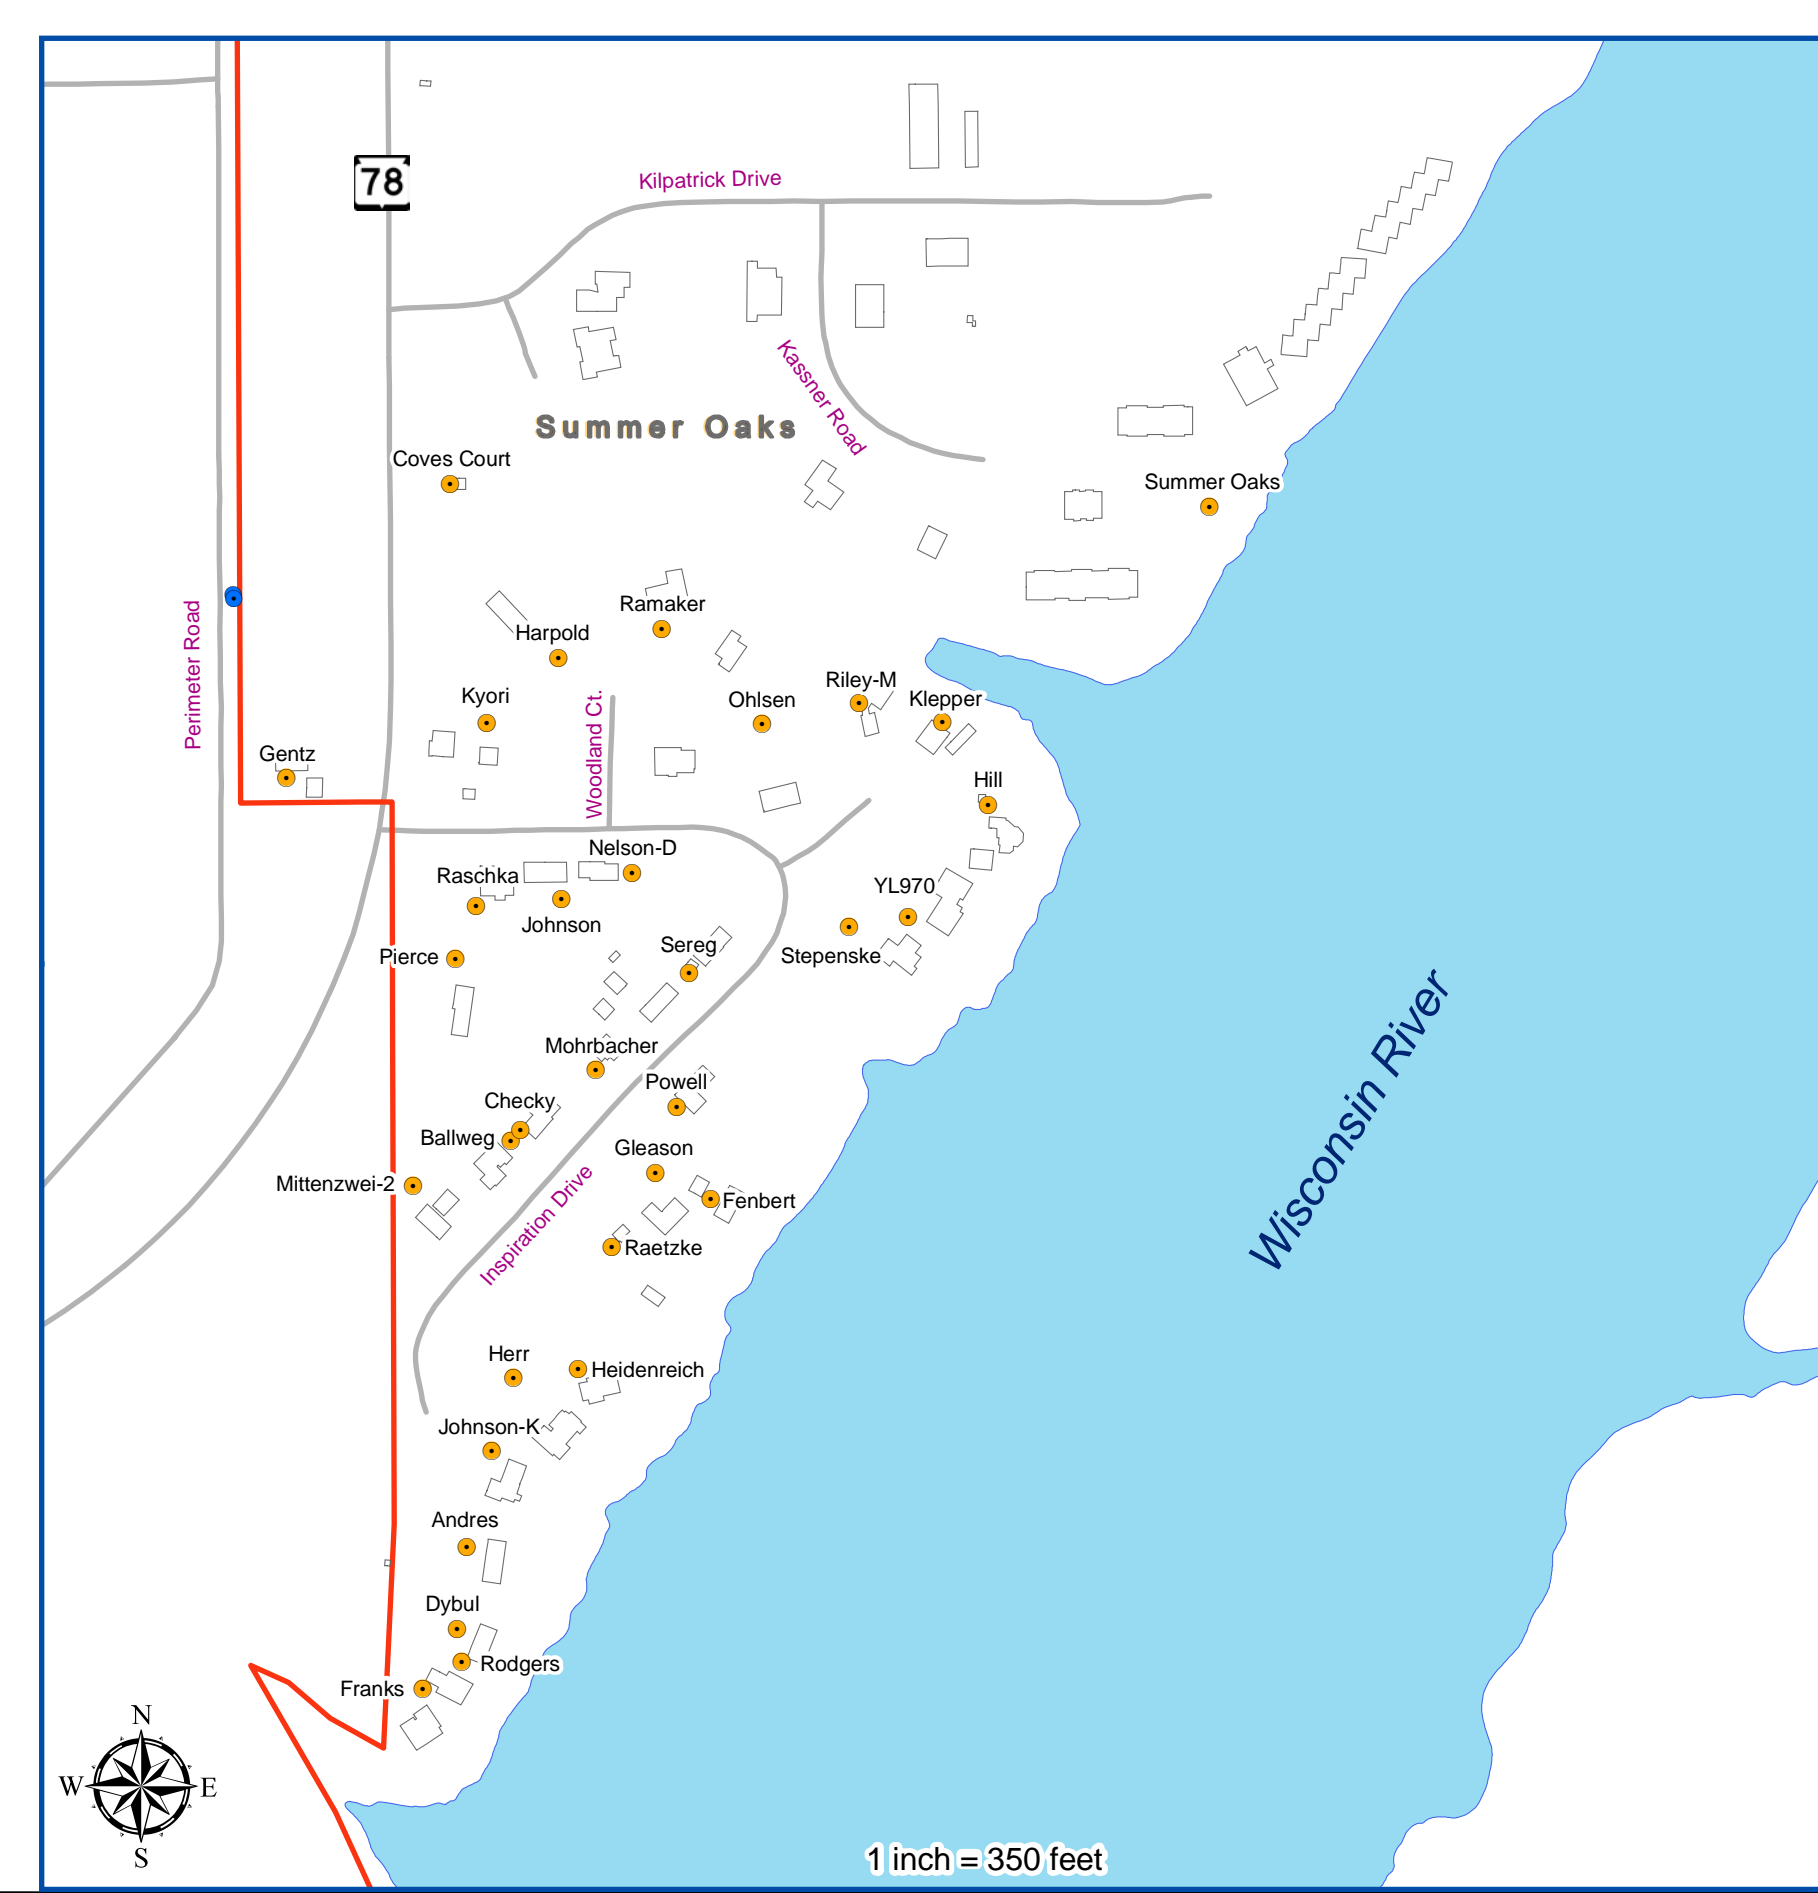 78
Kilpatrick Drive
Kassner Road
Summer Oaks
Coves Court
Summer Oaks
Perimeter Road
Ramaker
Harpold
Riley-M
Kyori
Ohlsen
Klepper
Woodland Ct.
Gentz
Hill
Nelson-D
Raschka
YL970
Johnson
Sereg
Pierce
Stepenske
Mohrbacher
Powell
Checky
Ballweg
Gleason
Mittenzwei-2
Fenbert
Inspiration Drive
Raetzke
Wisconsin River
Herr
Heidenreich
Johnson-K
Andres
Dybul
Rodgers
Franks
N
W
E
S
1 inch = 350 feet